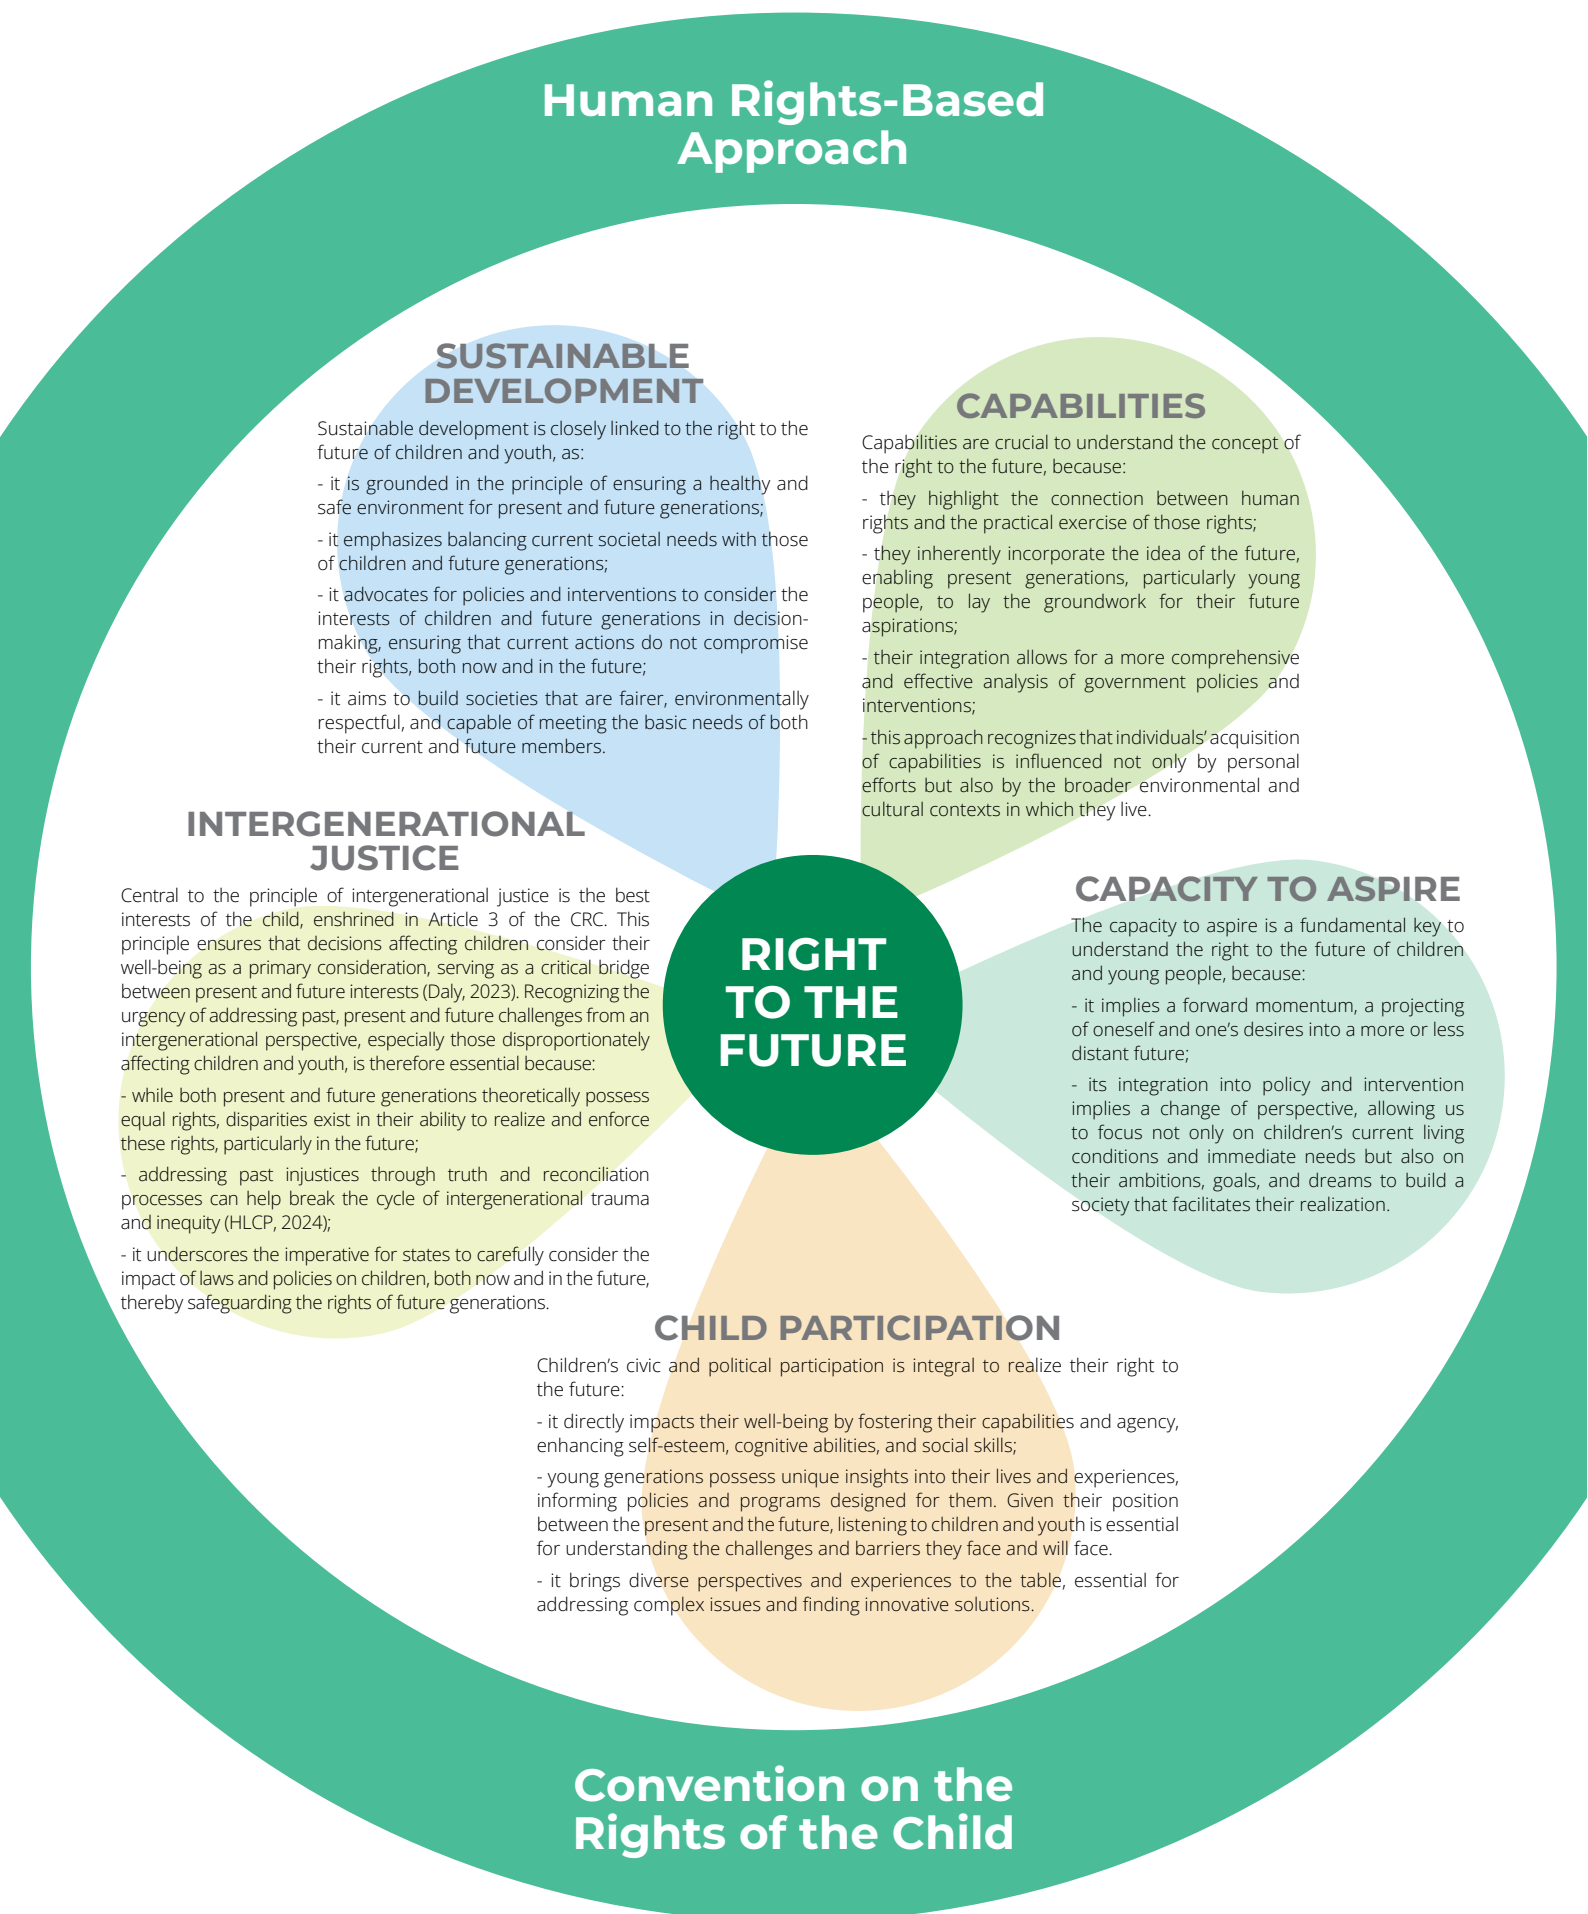 Human Rights-Based
Approach
SUSTAINABLE
DEVELOPMENT
Sustainable development is closely linked to the right to the
future of children and youth, as:
- it is grounded in the principle of ensuring a healthy and
safe environment for present and future generations;
- it emphasizes balancing current societal needs with those
of children and future generations;
- it advocates for policies and interventions to consider the
interests of children and future generations in decision-
making, ensuring that current actions do not compromise
their rights, both now and in the future;
- it aims to build societies that are fairer, environmentally
respectful, and capable of meeting the basic needs of both
their current and future members.
CAPABILITIES
Capabilities are crucial to understand the concept of
the right to the future, because:
- they highlight the connection between human
rights and the practical exercise of those rights;
- they inherently incorporate the idea of the future,
enabling present generations, particularly young
people, to lay the groundwork for their future
aspirations;
- their integration allows for a more comprehensive
and effective analysis of government policies and
interventions;
- this approach recognizes that individuals' acquisition
of capabilities is influenced not only by personal
efforts but also by the broader environmental and
cultural contexts in which they live.
INTERGENERATIONAL
JUSTICE
Central to the principle of intergenerational justice is the best
interests of the child, enshrined in Article 3 of the CRC. This
principle ensures that decisions affecting children consider their
well-being as a primary consideration, serving as a critical bridge
between present and future interests (Daly, 2023). Recognizing the
urgency of addressing past, present and future challenges from an
intergenerational perspective, especially those disproportionately
affecting children and youth, is therefore essential because:
- while both present and future generations theoretically possess
equal rights, disparities exist in their ability to realize and enforce
these rights, particularly in the future;
- addressing past injustices through truth and reconciliation
processes can help break the cycle of intergenerational trauma
and inequity (HLCP, 2024);
- it underscores the imperative for states to carefully consider the
impact of laws and policies on children, both now and in the future,
thereby safeguarding the rights of future generations.
RIGHT
TO THE
FUTURE
CAPACITY TO ASPIRE
The capacity to aspire is a fundamental key to
understand the right to the future of children
and young people, because:
- it implies a forward momentum, a projecting
of oneself and one's desires into a more or less
distant future;
- its integration into policy and intervention
implies a change of perspective, allowing us
to focus not only on children's current living
conditions and immediate needs but also on
their ambitions, goals, and dreams to build a
society that facilitates their realization.
CHILD PARTICIPATION
Children's civic and political participation is integral to realize their right to
the future:
- it directly impacts their well-being by fostering their capabilities and agency,
enhancing self-esteem, cognitive abilities, and social skills;
- young generations possess unique insights into their lives and experiences,
informing policies and programs designed for them. Given their position
between the present and the future, listening to children and youth is essential
for understanding the challenges and barriers they face and will face.
- it brings diverse perspectives and experiences to the table, essential for
addressing complex issues and finding innovative solutions.
Convention on the
Rights of the Child